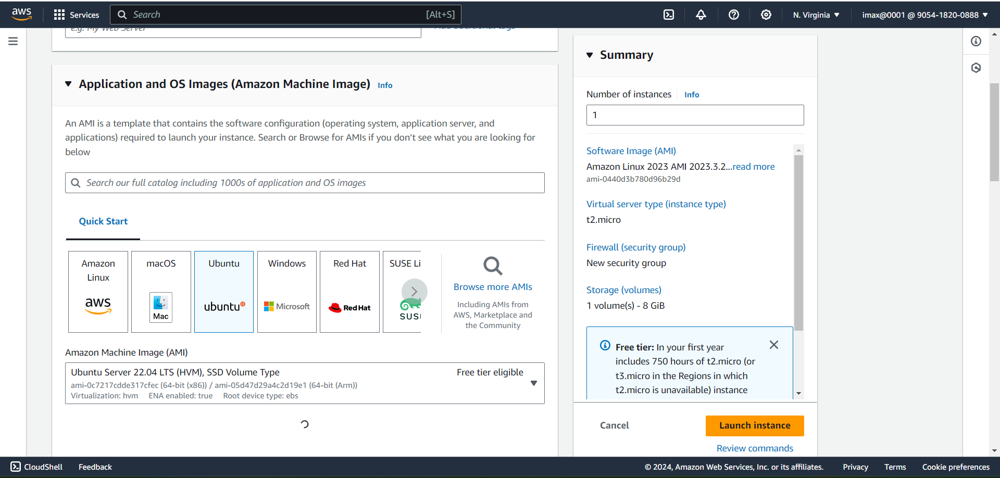 aws
Services
Search
[Alt+S]
N. Virginia
imax@0001 @ 9054-1820-0888
e.g. My Web Server
Add additional tags
Application and OS Images (Amazon Machine Image) Info
An AMI is a template that contains the software configuration (operating system, application server, and
applications) required to launch your instance. Search or Browse for AMIs if you don’t see what you are looking for
below
Search our full catalog including 1000s of application and OS images
Quick Start
Amazon
Linux
aws
macOS
Mac
Ubuntu
ubuntu
Windows
Microsoft
Red Hat
Red Hat
SUSE Li
SUS
Browse more AMIs
Including AMIs from
AWS, Marketplace and
the Community
Amazon Machine Image (AMI)
Ubuntu Server 22.04 LTS (HVM), SSD Volume Type
Free tier eligible
ami-0c7217cdde317cfec (64-bit (x86)) / ami-05d47d29a4c2d19e1 (64-bit (Arm))
Virtualization: hvm ENA enabled: true Root device type: ebs
Summary
Number of instances Info
1
Software Image (AMI)
Amazon Linux 2023 AMI 2023.3.2...read more
ami-0440d3b780d96b29d
Virtual server type (instance type)
t2.micro
Firewall (security group)
New security group
Storage (volumes)
1 volume(s) - 8 GiB
Free tier: In your first year
includes 750 hours of t2.micro (or
t3.micro in the Regions in which
t2.micro is unavailable) instance
Cancel
Launch instance
Review commands
CloudShell
Feedback
© 2024, Amazon Web Services, Inc. or its affiliates.
Privacy
Terms
Cookie preferences